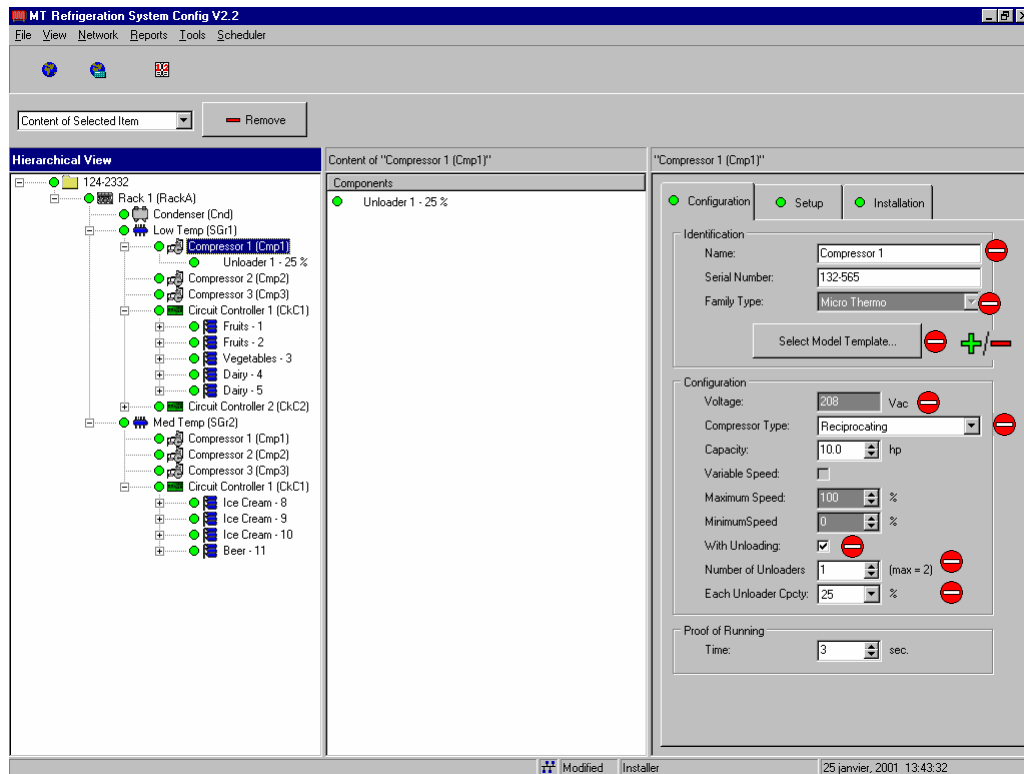 MT Refrigeration System Config V2.2
File View Network Reports Tools Scheduler
Content of Selected Item
Remove
Hierarchical View
124-2332
Rack 1 (RackA)
Condenser (Cnd)
Low Temp (SGr1)
Compressor 1 (Cmp1)
Unloader 1 - 25 %
Compressor 2 (Cmp2)
Compressor 3 (Cmp3)
Circuit Controller 1 (CkC1)
Fruits - 1
Fruits - 2
Vegetables - 3
Dairy - 4
Dairy - 5
Circuit Controller 2 (CkC2)
Med Temp (SGr2)
Compressor 1 (Cmp1)
Compressor 2 (Cmp2)
Compressor 3 (Cmp3)
Circuit Controller 1 (CkC1)
Ice Cream - 8
Ice Cream - 9
Ice Cream - 10
Beer - 11
Content of "Compressor 1 (Cmp1)"
Components
Unloader 1 - 25 %
"Compressor 1 (Cmp1)"
Configuration Setup Installation
Identification
Name: Compressor 1
Serial Number: 132-565
Family Type: Micro Thermo
Select Model Template...
Configuration
Voltage: 208 Vac
Compressor Type: Reciprocating
Capacity: 10.0 hp
Variable Speed:
Maximum Speed: 100 %
MinimumSpeed 0 %
With Unloading:
Number of Unloaders 1 (max = 2)
Each Unloader Cpcty: 25 %
Proof of Running
Time: 3 sec.
Modified Installer 25 janvier, 2001 13:43:32